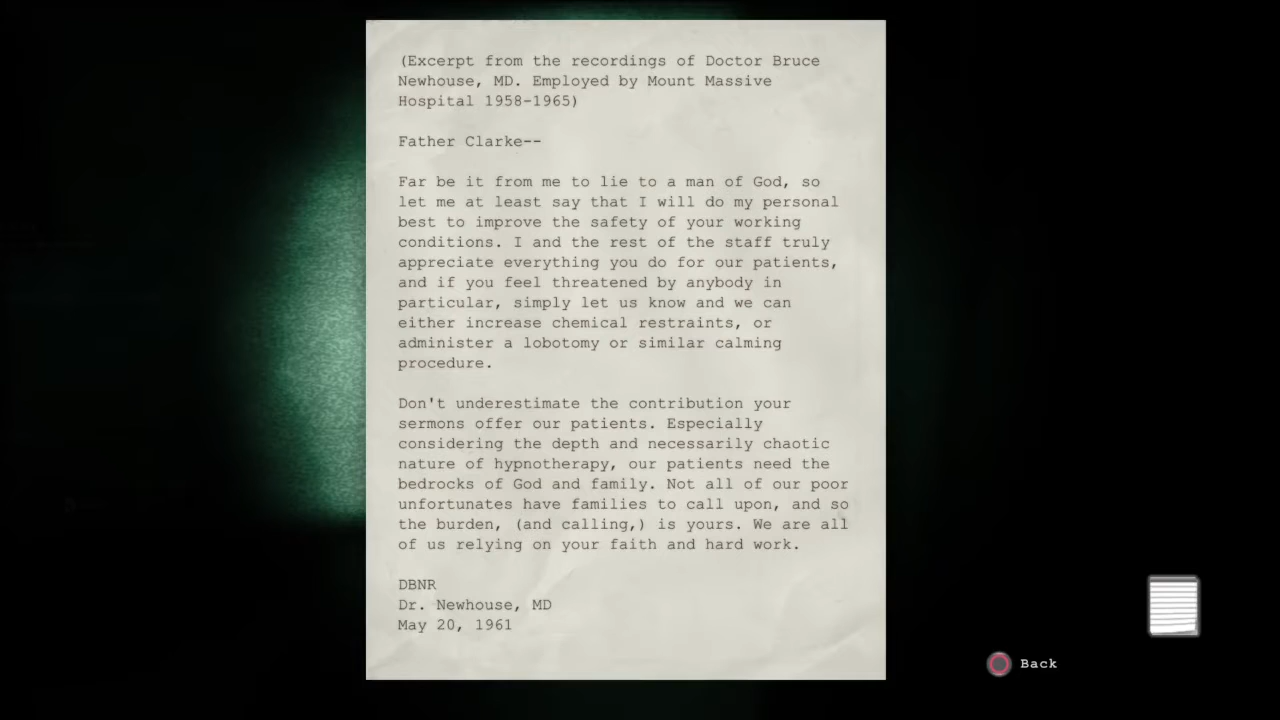 (Excerpt from the recordings of Doctor Bruce
Newhouse, MD. Employed by Mount Massive
Hospital 1958-1965)
Father Clarke--
Far be it from me to lie to a man of God, so
let me at least say that I will do my personal
best to improve the safety of your working
conditions. I and the rest of the staff truly
appreciate everything you do for our patients,
and if you feel threatened by anybody in
particular, simply let us know and we can
either increase chemical restraints, or
administer a lobotomy or similar calming
procedure.
Don't underestimate the contribution your
sermons offer our patients. Especially
considering the depth and necessarily chaotic
nature of hypnotherapy, our patients need the
bedrocks of God and family. Not all of our poor
unfortunates have families to call upon, and so
the burden, (and calling,) is yours. We are all
of us relying on your faith and hard work.
DBNR
Dr. Newhouse, MD
May 20, 1961
Back